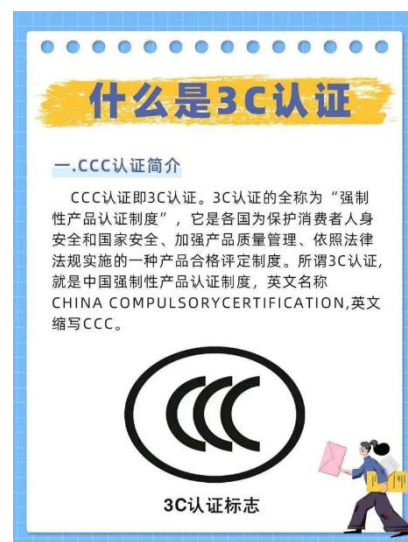 什么是3C认证
一.CCC认证简介
CCC认证即3C认证。3C认证的全称为“强制
性产品认证制度”，它是各国为保护消费者人身
安全和国家安全、加强产品质量管理、依照法律
法规实施的一种产品合格评定制度。所谓3C认证,
就是中国强制性产品认证制度，英文名称
CHINA COMPULSORYCERTIFICATION,英文
缩写CCC。
CCC
3C认证标志